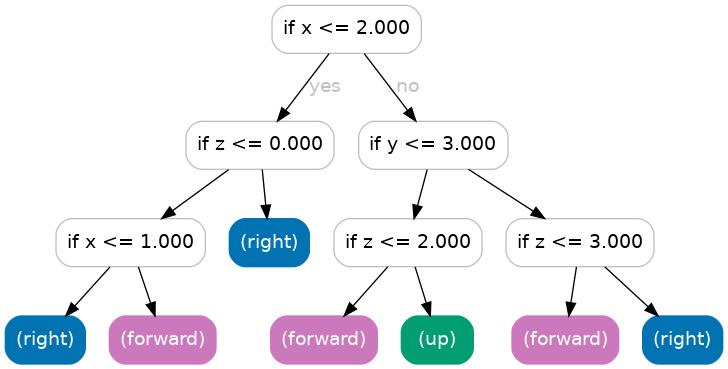 if x <= 2.000
yes
no
if z <= 0.000
if y <= 3.000
if x <= 1.000
(right)
if z <= 2.000
if z <= 3.000
(right)
(forward)
(forward)
(up)
(forward)
(right)